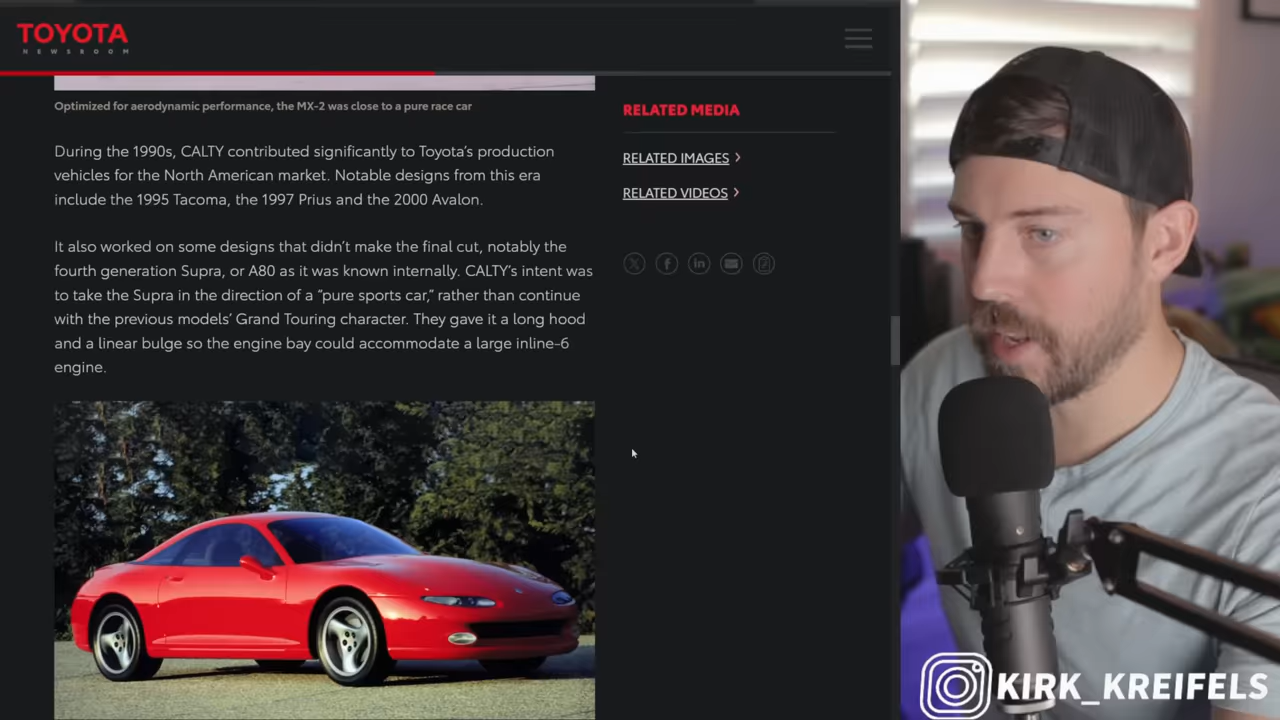 TOYOTA
NEWSROOM
Optimized for aerodynamic performance, the MX-2 was close to a pure race car
During the 1990s, CALTY contributed significantly to Toyota's production
vehicles for the North American market. Notable designs from this era
include the 1995 Tacoma, the 1997 Prius and the 2000 Avalon.
It also worked on some designs that didn't make the final cut, notably the
fourth generation Supra, or A80 as it was known internally. CALTY's intent was
to take the Supra in the direction of a "pure sports car," rather than continue
with the previous models' Grand Touring character. They gave it a long hood
and a linear bulge so the engine bay could accommodate a large inline-6
engine.
RELATED MEDIA
RELATED IMAGES
RELATED VIDEOS
KIRK_KREIFELS